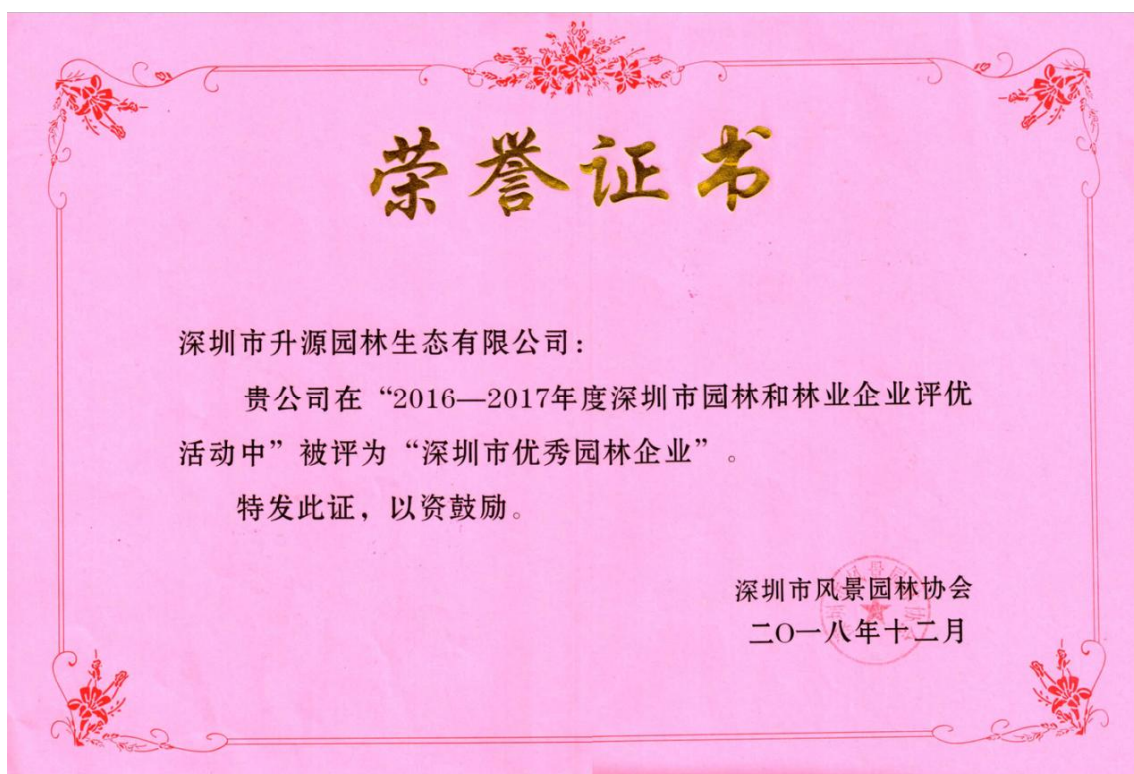 荣誉证书
深圳市升源园林生态有限公司：
贵公司在“2016—2017年度深圳市园林和林业企业评优
活动中”被评为“深圳市优秀园林企业”。
特发此证，以资鼓励。
深圳市风景园林协会
二〇一八年十二月